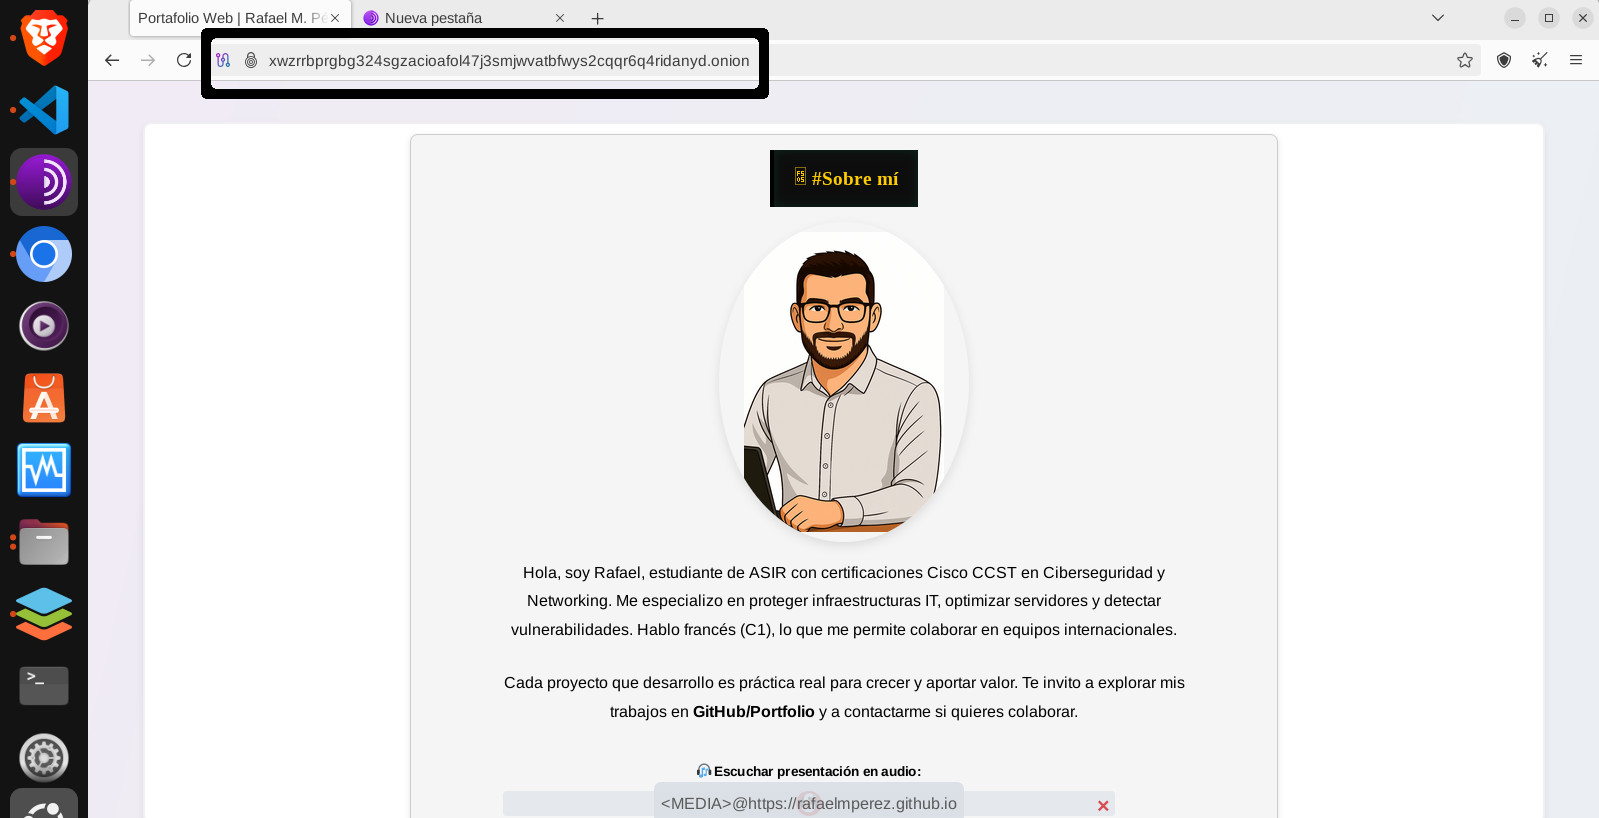 Portafolio Web | Rafael M. Pe
Nueva pestaña
xwzrrbprgbg324sgzacioafol47j3smjwvatbfwys2cqqr6q4ridanyd.onion
#Sobre mí
Hola, soy Rafael, estudiante de ASIR con certificaciones Cisco CCST en Ciberseguridad y
Networking. Me especializo en proteger infraestructuras IT, optimizar servidores y detectar
vulnerabilidades. Hablo francés (C1), lo que me permite colaborar en equipos internacionales.
Cada proyecto que desarrollo es práctica real para crecer y aportar valor. Te invito a explorar mis
trabajos en GitHub/Portfolio y a contactarme si quieres colaborar.
Escuchar presentación en audio:
<MEDIA>@https://rafaelmperez.github.io